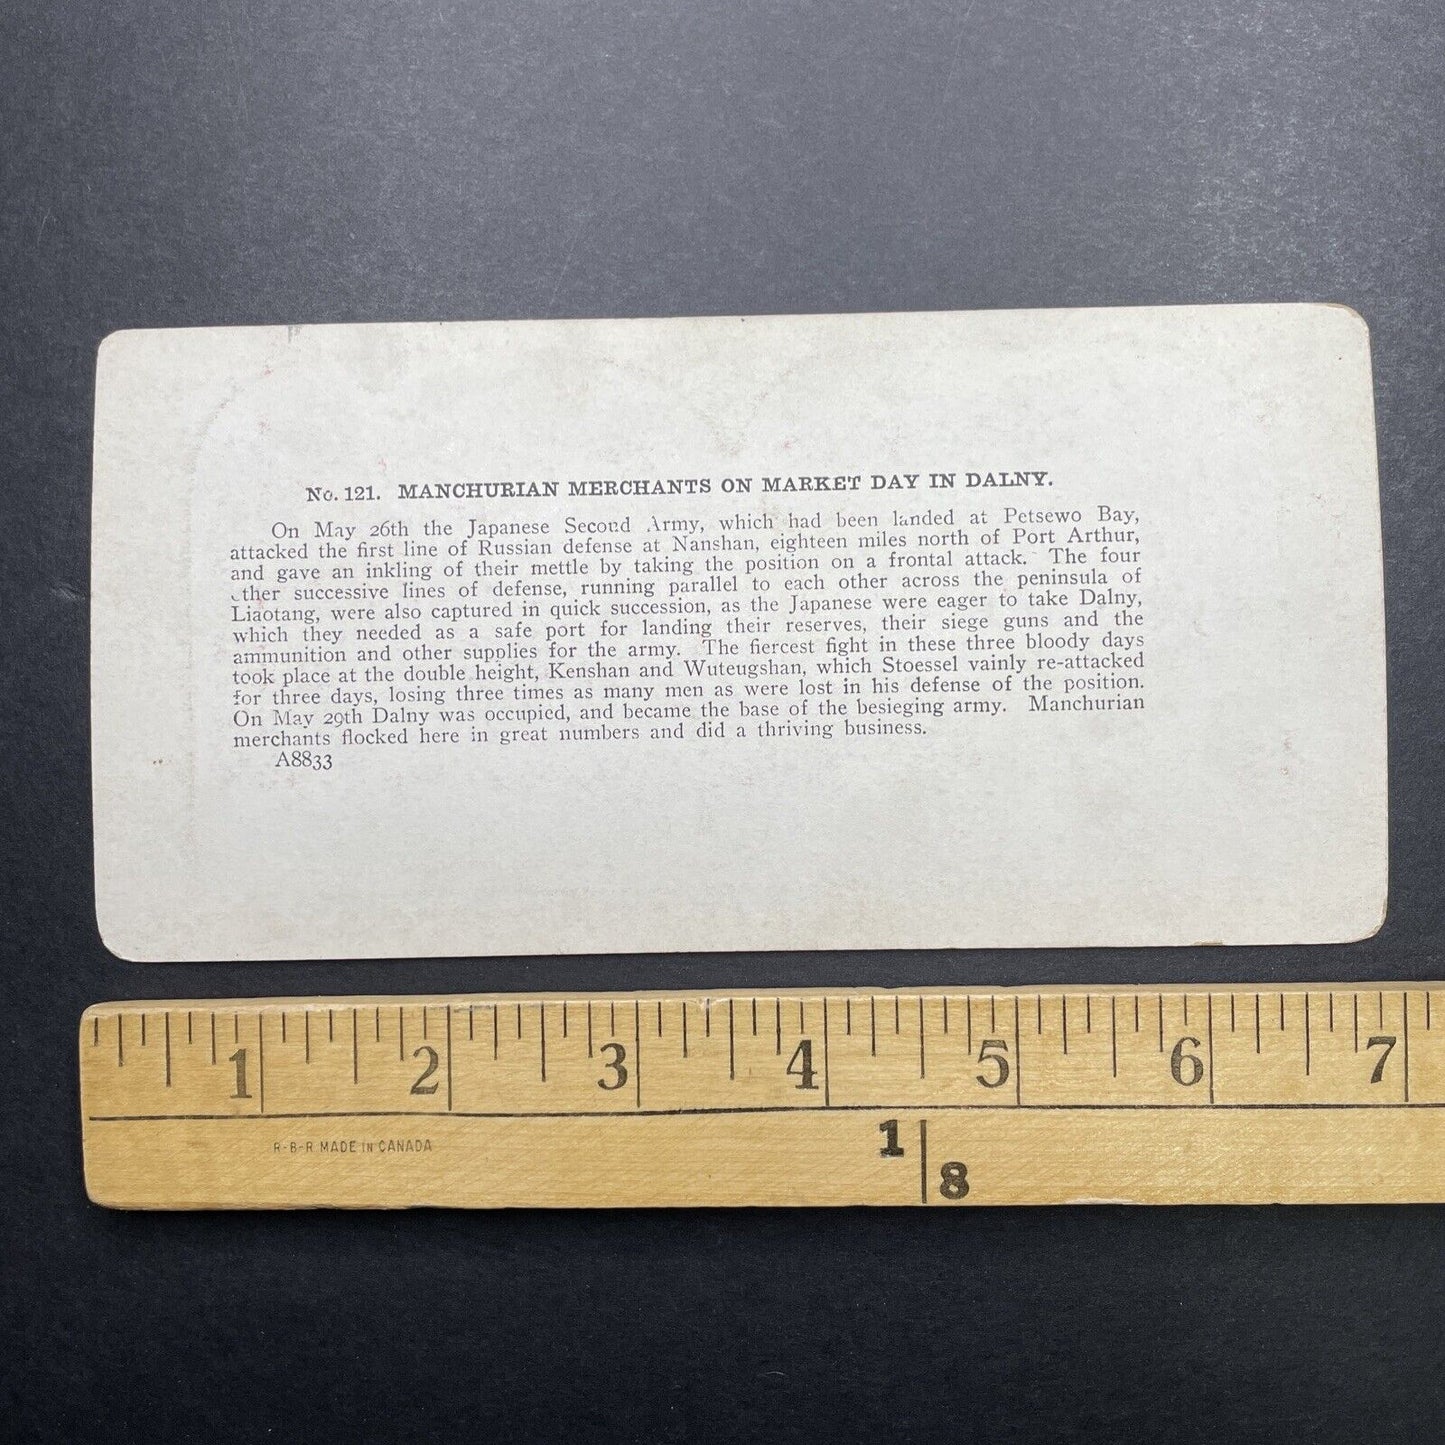 No. 121. MANCHURIAN MERCHANTS ON MARKET DAY IN DALNY.
On May 26th the Japanese Second Army, which had been landed at Petsewo Bay,
attacked the first line of Russian defense at Nanshan, eighteen miles north of Port Arthur,
and gave an inkling of their mettle by taking the position on a frontal attack. The four
other successive lines of defense, running parallel to each other across the peninsula of
Liaotang, were also captured in quick succession, as the Japanese were eager to take Dalny,
which they needed as a safe port for landing their reserves, their siege guns and the
ammunition and other supplies for the army. The fiercest fight in these three bloody days
took place at the double height, Kenshan and Wuteugshan, which Stoessel vainly re-attacked
for three days, losing three times as many men as were lost in his defense of the position.
On May 29th Dalny was occupied, and became the base of the besieging army. Manchurian
merchants flocked here in great numbers and did a thriving business.
A8833
1 2 3 4 5 6 7
R-B-R MADE IN CANADA
1 8